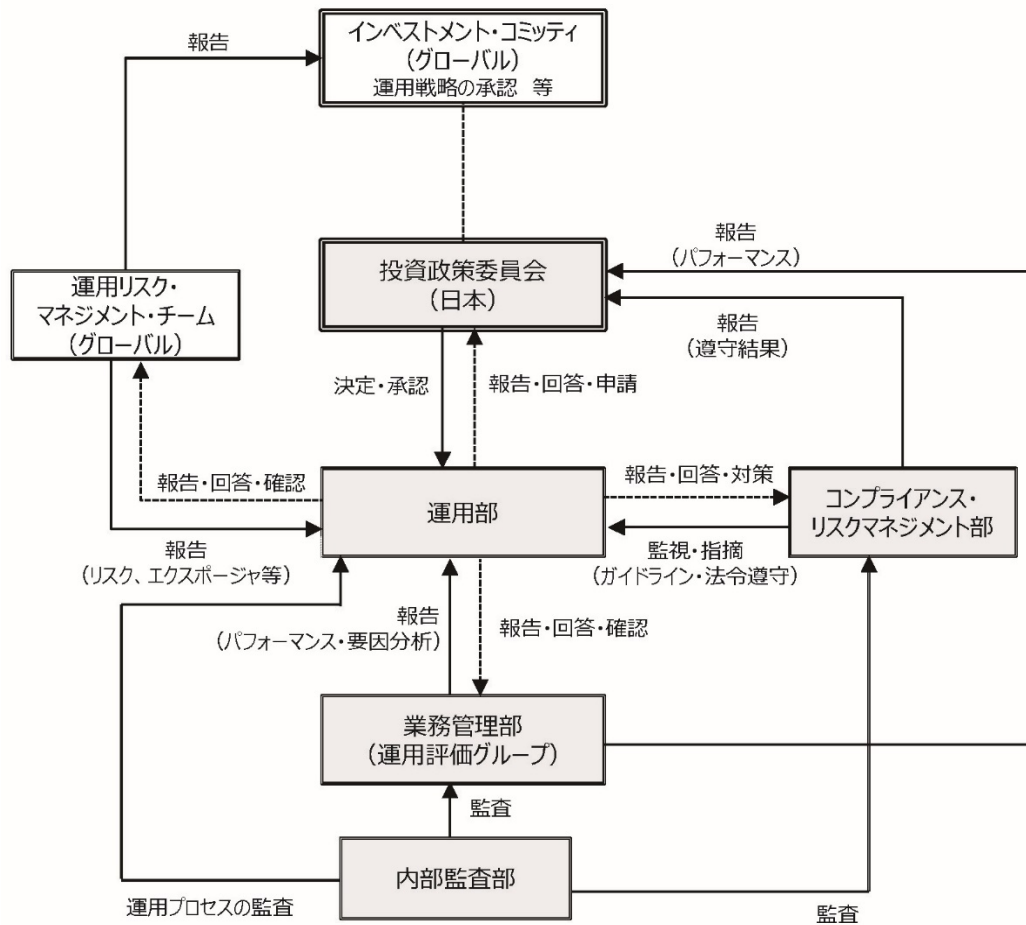 報告
インベストメント・コミッティ
(グローバル)
運用戦略の承認 等
報告
(パフォーマンス)
投資政策委員会
(日本)
運用リスク・
マネジメント・チーム
(グローバル)
報告
(遵守結果)
決定・承認
報告・回答・申請
報告・回答・確認
報告・回答・対策
運用部
コンプライアンス・
リスクマネジメント部
報告
(リスク、エクスポージャ等)
監視・指摘
(ガイドライン・法令遵守)
報告
(パフォーマンス・要因分析)
報告・回答・確認
業務管理部
(運用評価グループ)
監査
内部監査部
運用プロセスの監査
監査